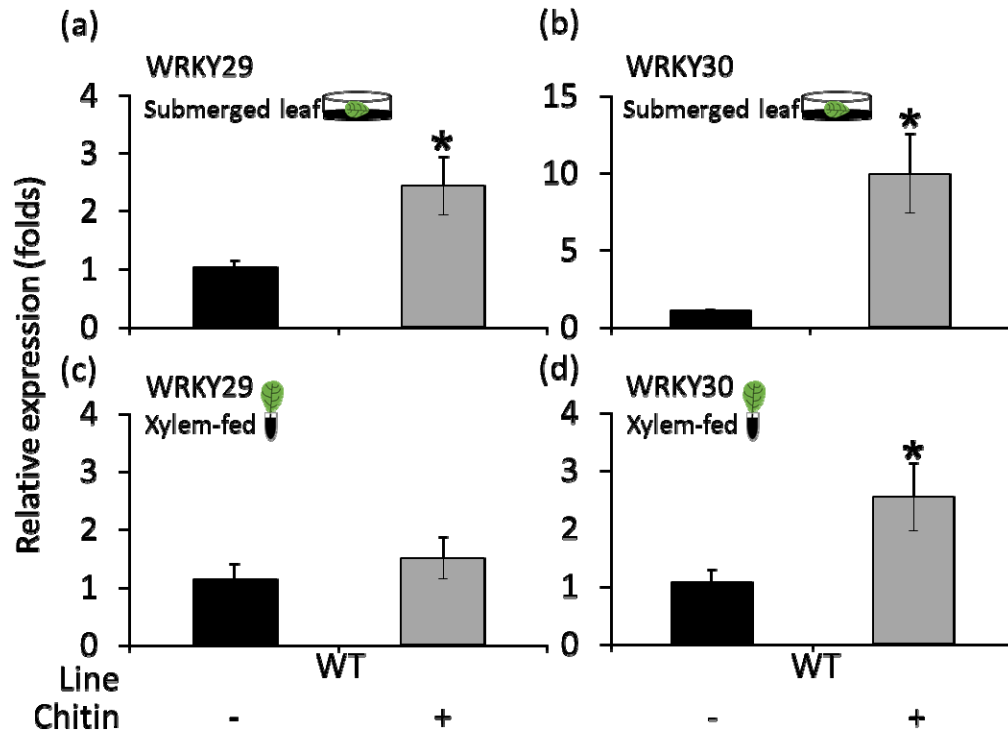 (a)
WRKY29
Submerged leaf
4
3
2
1
0
*
(b)
WRKY30
Submerged leaf
15
10
5
0
*
Relative expression (folds)
(c)
WRKY29
Xylem-fed
4
3
2
1
0
(d)
WRKY30
Xylem-fed
4
3
2
1
0
*
Line WT WT
Chitin - + - +